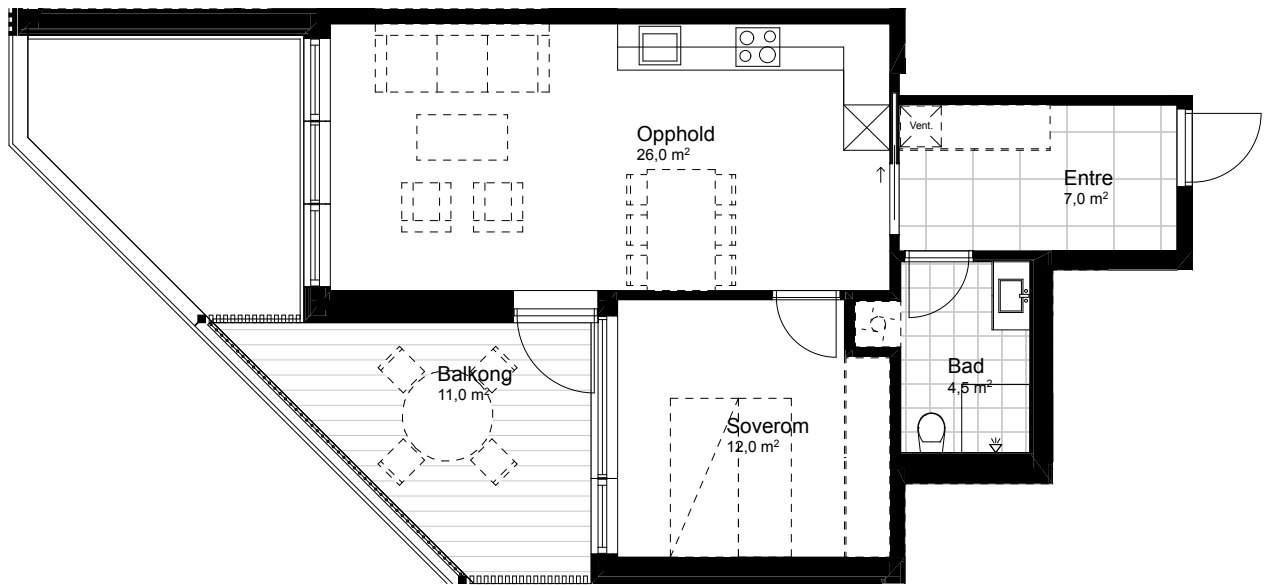 Opphold
26,0 m²
Vent.
Entre
7,0 m²
Balkong
11,0 m²
Bad
4,5 m²
Soverom
12,0 m²